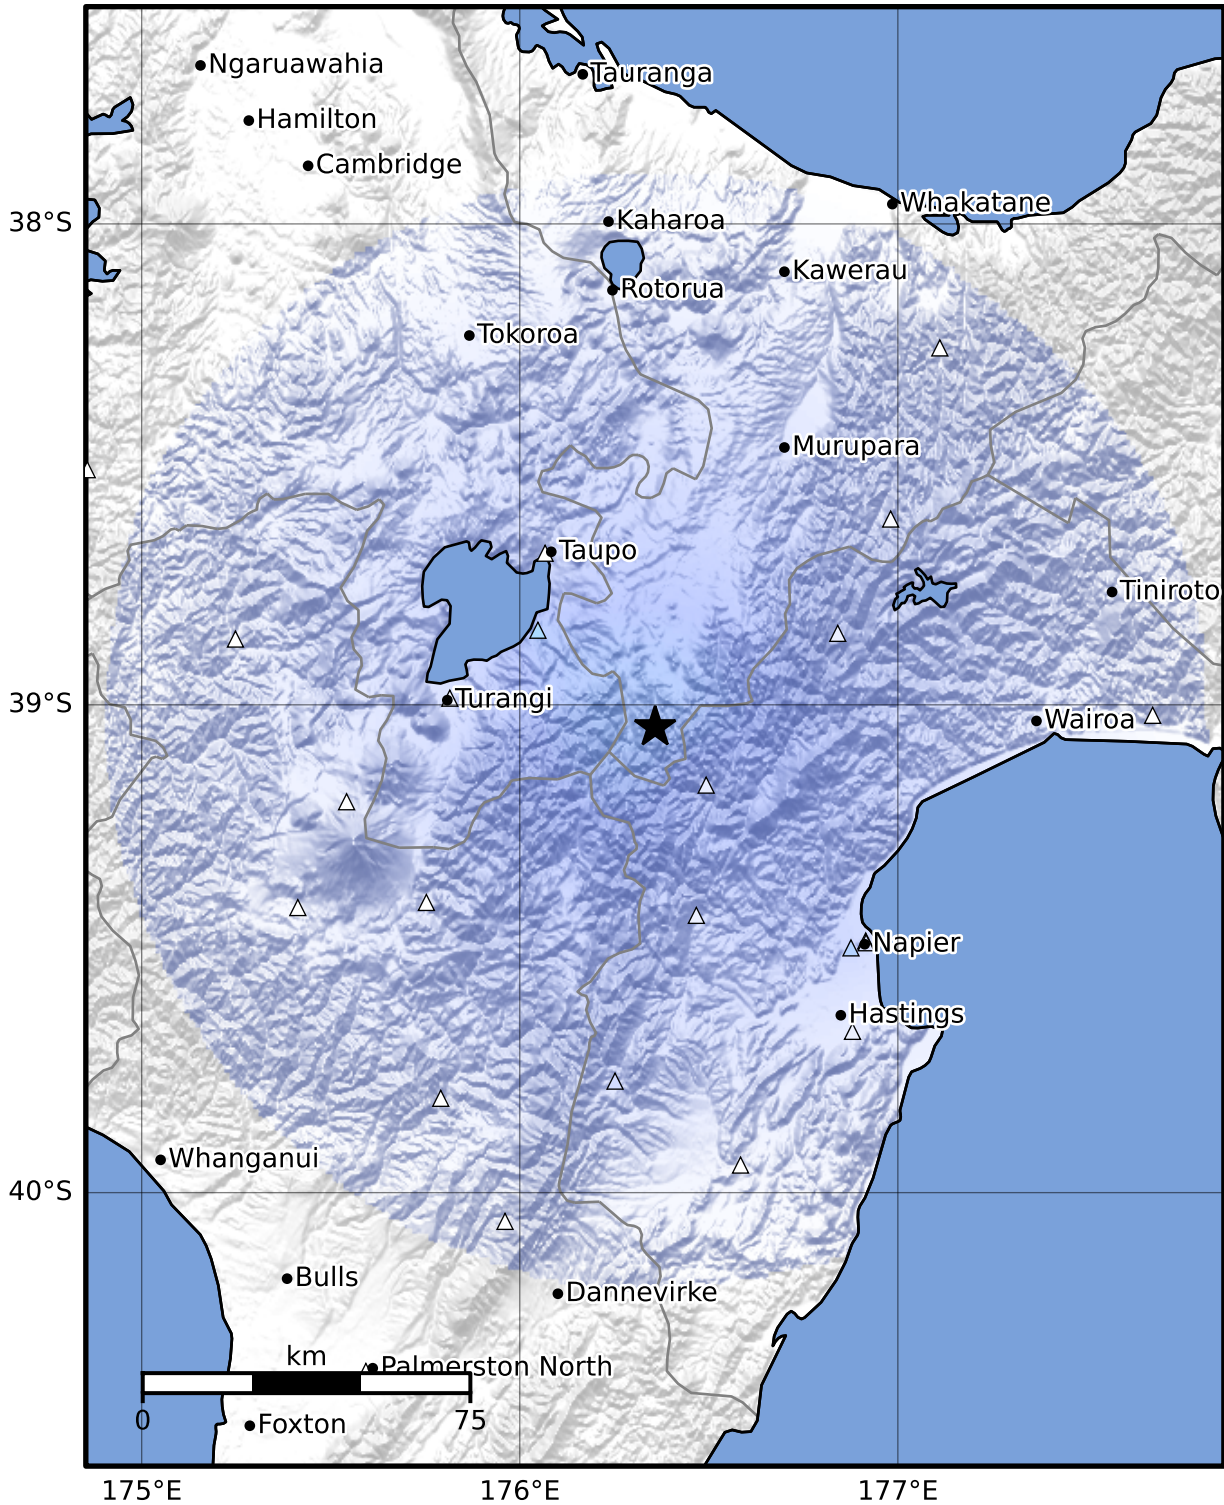 Ngaruawahia
Tauranga
Hamilton
Cambridge
Whakatane
38°S
Kaharoa
Kawerau
Rotorua
Tokoroa
Murupara
Taupo
Tiniroto
39°S
Turangi
Wairoa
Napier
Hastings
Whanganui
40°S
Bulls
Dannevirke
km
Palmerston North
0
75
Foxton
175°E
176°E
177°E